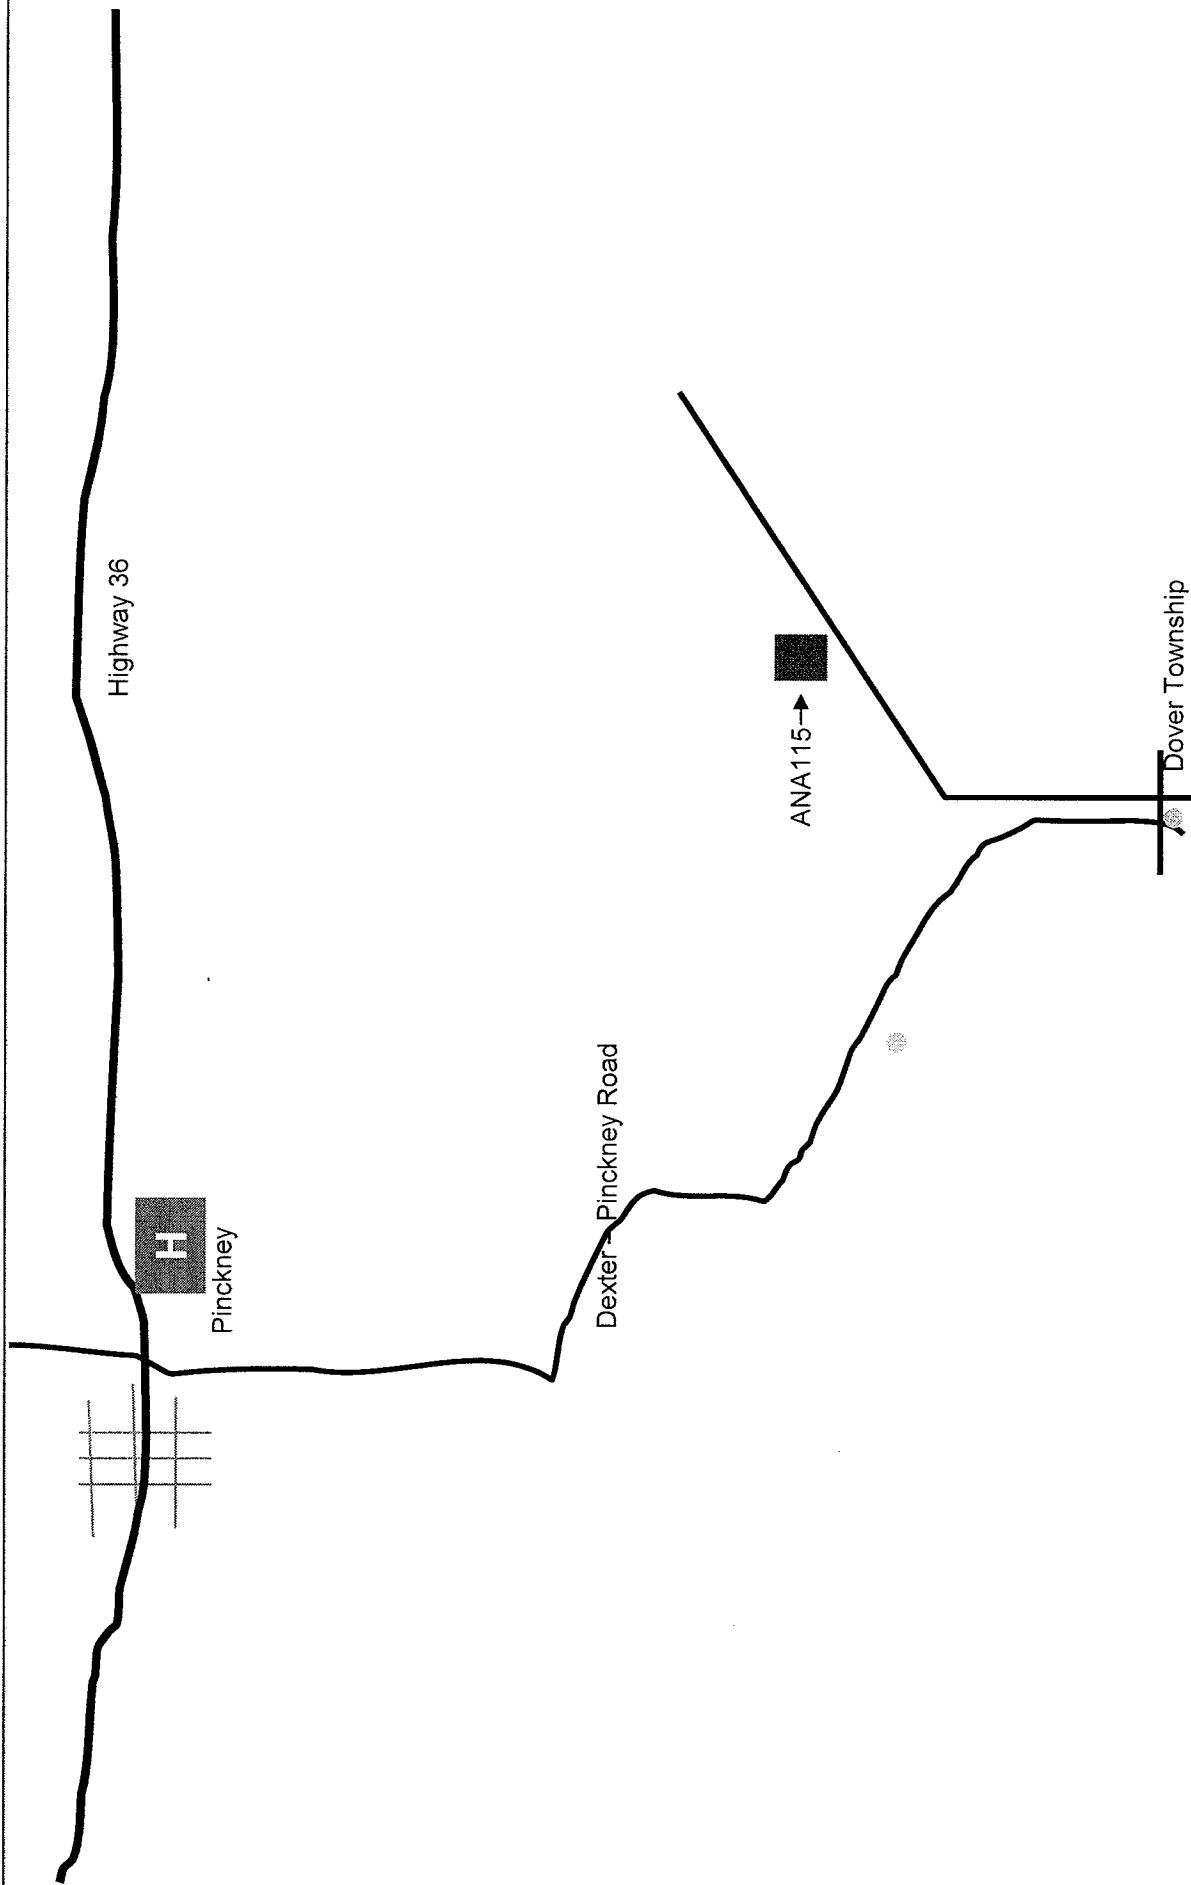 Highway 36
H
Pinckney
Dexter – Pinckney Road
ANA115
Dover Township